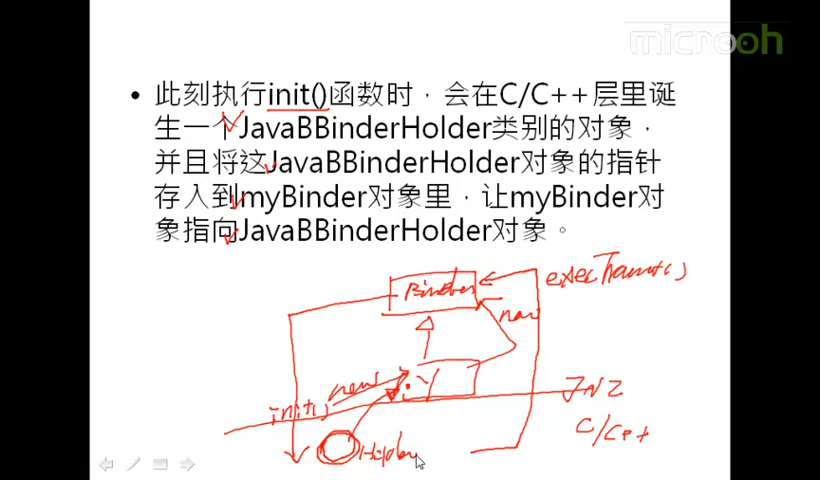 microoh
• 此刻执行init()函数时，会在C/C++层里诞
生一个JavaBBinderHolder类别的对象，
并且将这JavaBBinderHolder对象的指针
存入到myBinder对象里，让myBinder对
象指向JavaBBinderHolder对象。
Binder
new
init()
C/C++